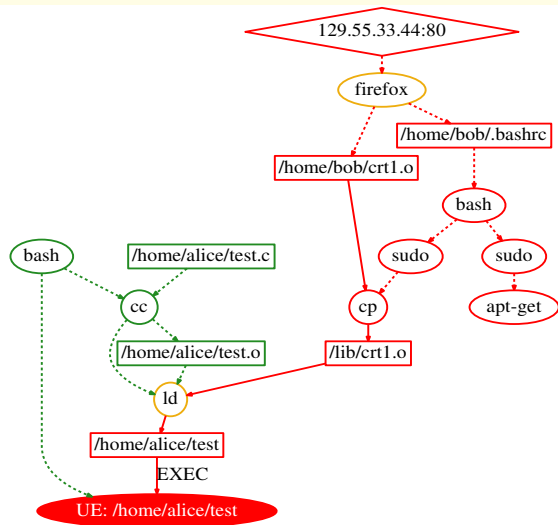 129.55.33.44:80
firefox
/home/bob/.bashrc
/home/bob/crt1.o
bash
bash
/home/alice/test.c
sudo
sudo
cc
cp
apt-get
/home/alice/test.o
/lib/crt1.o
ld
/home/alice/test
EXEC
UE: /home/alice/test